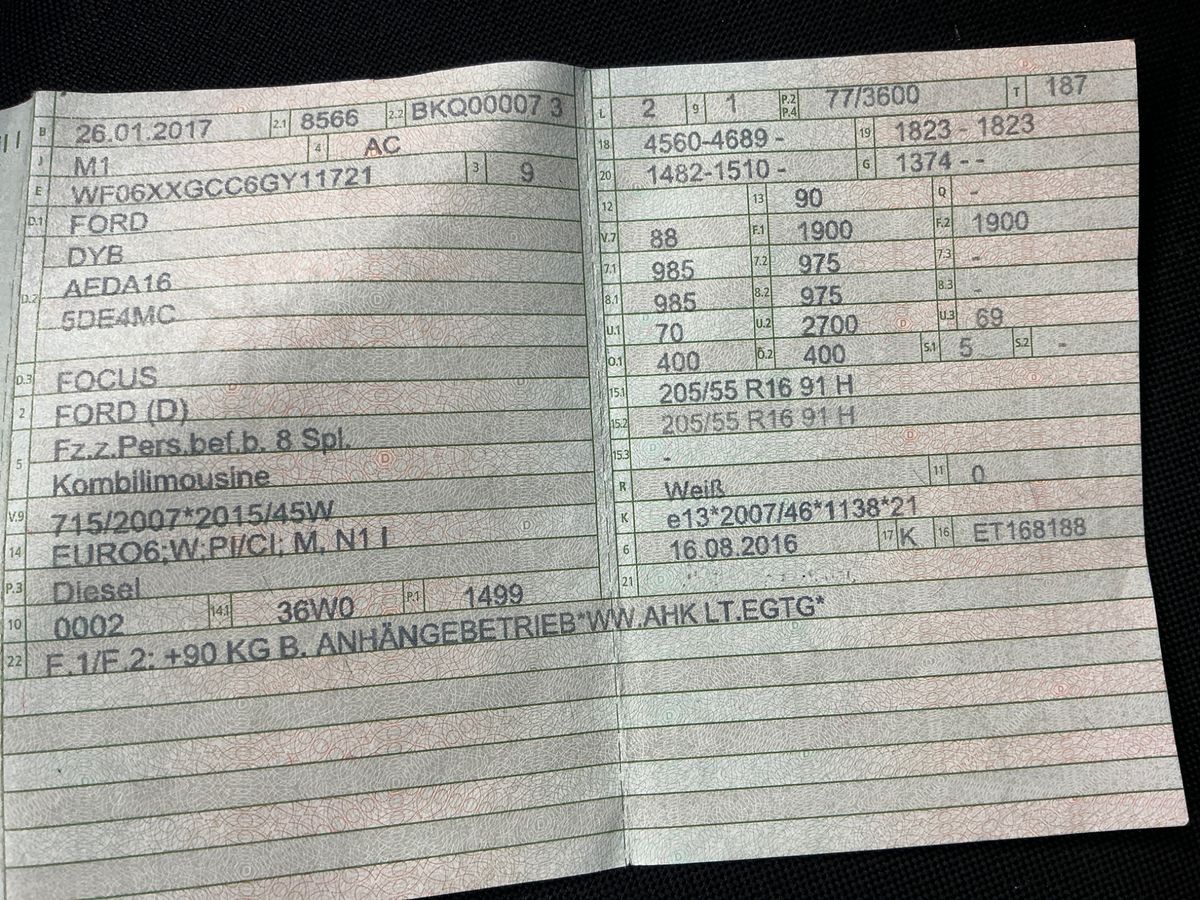 B 26.01.2017 2.1 8566 2.2 BKQ00007 3
J M1 4 AC
E WF06XXGCC6GY11721 3 9
D.1 FORD
DYB
D.2 AEDA16
5DE4MC
D.3 FOCUS
2 FORD (D)
5 Fz.z.Pers.bef.b. 8 Spl.
Kombilimousine
V.9 715/2007*2015/45W
14 EURO6;W;PI/CI; M, N1 I
P.3 Diesel
10 0002 14.1 36W0 P.1 1499
L 2 9 1 P.2 P.4 77/3600 T 187
18 4560-4689 - 19 1823 - 1823
20 1482-1510 - G 1374 - -
12 13 90 Q -
V.7 88 F.1 1900 F.2 1900
7.1 985 7.2 975 7.3 -
8.1 985 8.2 975 8.3 -
U.1 70 U.2 2700 U.3 69
O.1 400 O.2 400 S.1 5 S.2 -
15.1 205/55 R16 91 H
15.2 205/55 R16 91 H
15.3 -
R Weiß 11 0
K e13*2007/46*1138*21
6 16.08.2016 17 K 16 ET168188
21
22 F.1/F.2: +90 KG B. ANHÄNGEBETRIEB*WW.AHK LT.EGTG*